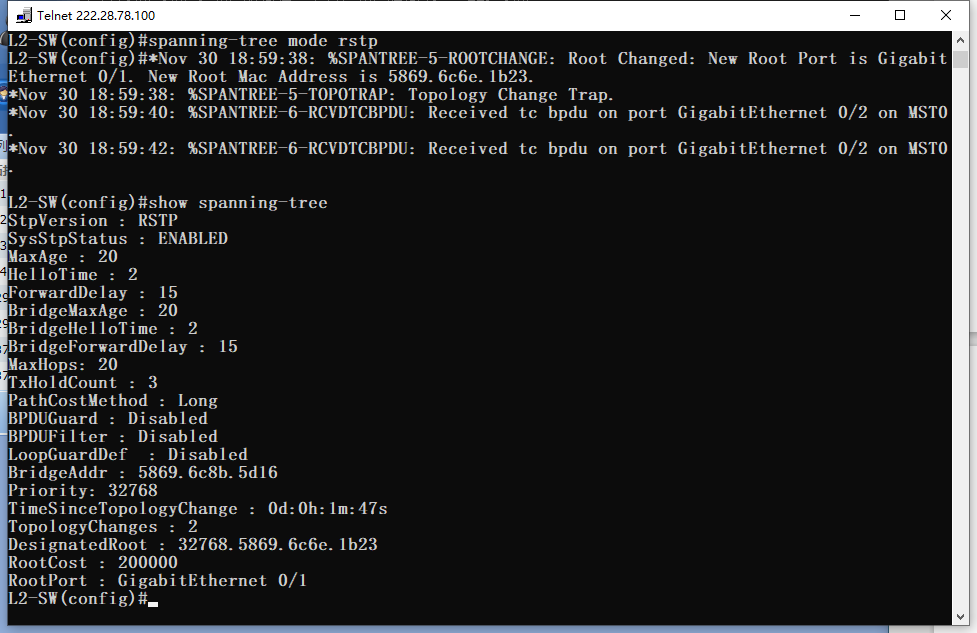 Telnet 222.28.78.100
L2-SW(config)#spanning-tree mode rstp
L2-SW(config)#*Nov 30 18:59:38: %SPANTREE-5-ROOTCHANGE: Root Changed: New Root Port is Gigabit
Ethernet 0/1. New Root Mac Address is 5869.6c6e.1b23.
*Nov 30 18:59:38: %SPANTREE-5-TOPOTRAP: Topology Change Trap.
*Nov 30 18:59:40: %SPANTREE-6-RCVDTCBPDU: Received tc bpdu on port GigabitEthernet 0/2 on MST0
.
*Nov 30 18:59:42: %SPANTREE-6-RCVDTCBPDU: Received tc bpdu on port GigabitEthernet 0/2 on MST0
.
L2-SW(config)#show spanning-tree
StpVersion : RSTP
SysStpStatus : ENABLED
MaxAge : 20
HelloTime : 2
ForwardDelay : 15
BridgeMaxAge : 20
BridgeHelloTime : 2
BridgeForwardDelay : 15
MaxHops: 20
TxHoldCount : 3
PathCostMethod : Long
BPDUGuard : Disabled
BPDUFilter : Disabled
LoopGuardDef  : Disabled
BridgeAddr : 5869.6c8b.5d16
Priority: 32768
TimeSinceTopologyChange : 0d:0h:1m:47s
TopologyChanges : 2
DesignatedRoot : 32768.5869.6c6e.1b23
RootCost : 200000
RootPort : GigabitEthernet 0/1
L2-SW(config)#